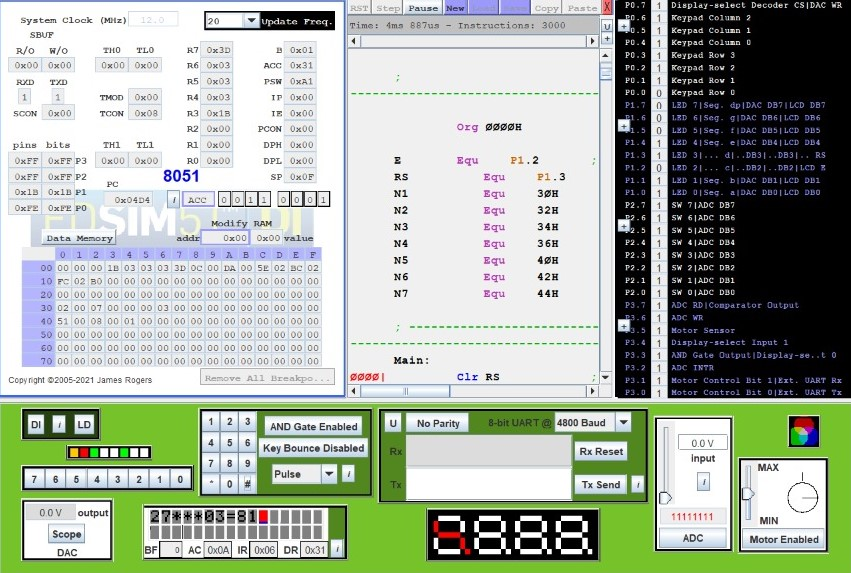 System Clock (MHz) 12.0 20 Update Freq.
SBUF
R/O W/O TH0 TL0 R7 0x3D B 0x01
0x00 0x00 0x00 0x00 R6 0x03 ACC 0x31
RXD TXD R5 0x03 PSW 0xA1
1 1 TMOD 0x00 R4 0x03 IP 0x00
SCON 0x00 TCON 0x08 R3 0x1B IE 0x00
R2 0x00 PCON 0x00
pins bits TH1 TL1 R1 0x00 DPH 0x00
0xFF 0xFF P3 0x00 0x00 R0 0x03 DPL 0x00
0xFF 0xFF P2 PC 8051 SP 0x0F
0x1B 0x1B P1 0x04D4 i ACC 0 0 1 1 0 0 0 1
0xFE 0xFE P0
EDSIM51 DI
Modify RAM
Data Memory addr 0x00 0x00 value
0 1 2 3 4 5 6 7 8 9 A B C D E F
00 00 00 00 1B 03 03 03 3D 0C 00 DA 00 5E 02 BC 02
10 FC 02 B0 00 00 00 00 00 00 00 00 00 00 00 00 00
20 00 00 00 00 00 00 00 00 00 00 00 00 00 00 00 00
30 02 00 07 00 00 00 03 00 00 00 00 00 00 00 00 00
40 51 00 08 00 01 00 00 00 00 00 00 00 00 00 00 00
50 00 00 00 00 00 00 00 00 00 00 00 00 00 00 00 00
60 00 00 00 00 00 00 00 00 00 00 00 00 00 00 00 00
70 00 00 00 00 00 00 00 00 00 00 00 00 00 00 00 00
Copyright ©2005-2021 James Rogers Remove All Breakpo...
RST Step Pause New Copy Paste X
Time: 4ms 887us - Instructions: 3000
U
+
;
Org 0000H
E Equ P1.2 ;
RS Equ P1.3
N1 Equ 30H
N2 Equ 32H
N3 Equ 34H
N4 Equ 36H
N5 Equ 40H
N6 Equ 42H
N7 Equ 44H
; ---
Main:
0000| Clr RS ;
P0.7 1 Display-select Decoder CS|DAC WR
P0.6 1 Keypad Column 2
P0.5 1 Keypad Column 1
P0.4 1 Keypad Column 0
P0.3 1 Keypad Row 3
P0.2 1 Keypad Row 2
P0.1 1 Keypad Row 1
P0.0 0 Keypad Row 0
P1.7 0 LED 7|Seg. dp|DAC DB7|LCD DB7
P1.6 0 LED 6|Seg. g|DAC DB6|LCD DB6
P1.5 0 LED 5|Seg. f|DAC DB5|LCD DB5
P1.4 1 LED 4|Seg. e|DAC DB4|LCD DB4
P1.3 1 LED 3|... d|..DB3|..DB3|.. RS
P1.2 0 LED 2|... c|..DB2|..DB2|LCD E
P1.1 1 LED 1|Seg. b|DAC DB1|LCD DB1
P1.0 1 LED 0|Seg. a|DAC DB0|LCD DB0
P2.7 1 SW 7|ADC DB7
P2.6 1 SW 6|ADC DB6
P2.5 1 SW 5|ADC DB5
P2.4 1 SW 4|ADC DB4
P2.3 1 SW 3|ADC DB3
P2.2 1 SW 2|ADC DB2
P2.1 1 SW 1|ADC DB1
P2.0 1 SW 0|ADC DB0
P3.7 1 ADC RD|Comparator Output
P3.6 1 ADC WR
P3.5 1 Motor Sensor
P3.4 1 Display-select Input 1
P3.3 1 AND Gate Output|Display-se..t 0
P3.2 1 ADC INTR
P3.1 1 Motor Control Bit 1|Ext. UART Rx
P3.0 1 Motor Control Bit 0|Ext. UART Tx
DI i LD
7 6 5 4 3 2 1 0
0.0 V output
Scope
DAC
1 2 3
4 5 6
7 8 9
* 0 #
AND Gate Enabled
Key Bounce Disabled
Pulse i
27***03=81
BF 0 AC 0x0A IR 0x06 DR 0x31 i
U No Parity 8-bit UART @ 4800 Baud
Rx Rx Reset
Tx Tx Send i
8.8.8.8.
0.0 V
input
i
11111111
ADC
MAX
MIN
Motor Enabled